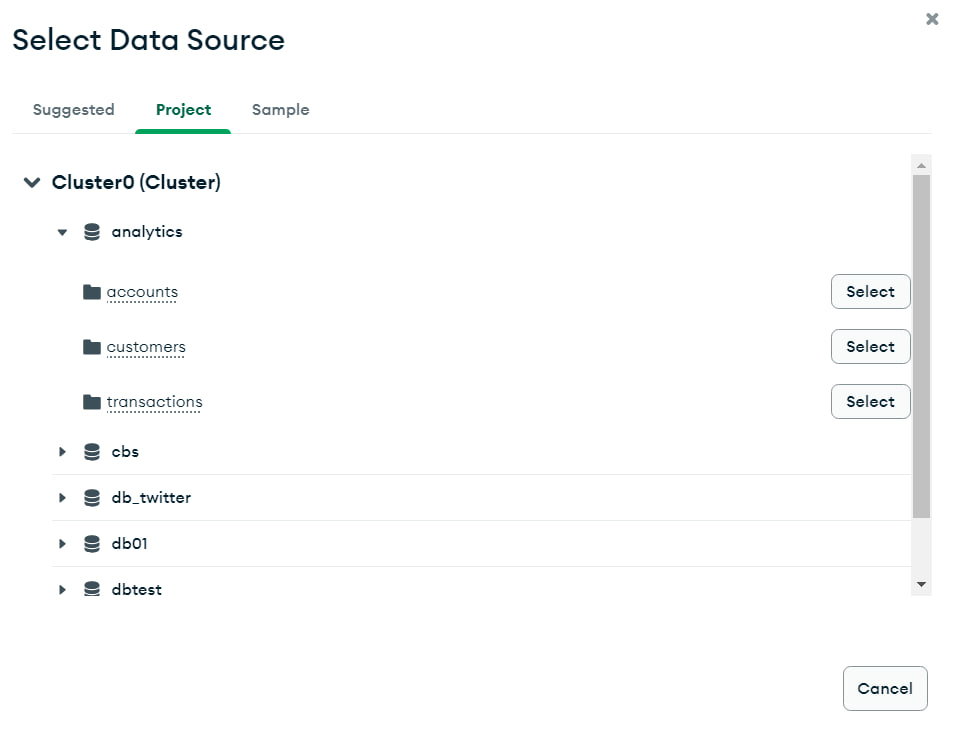 Select Data Source
Suggested Project Sample
Cluster0 (Cluster)
analytics
accounts Select
customers Select
transactions Select
cbs
db_twitter
db01
dbtest
Cancel